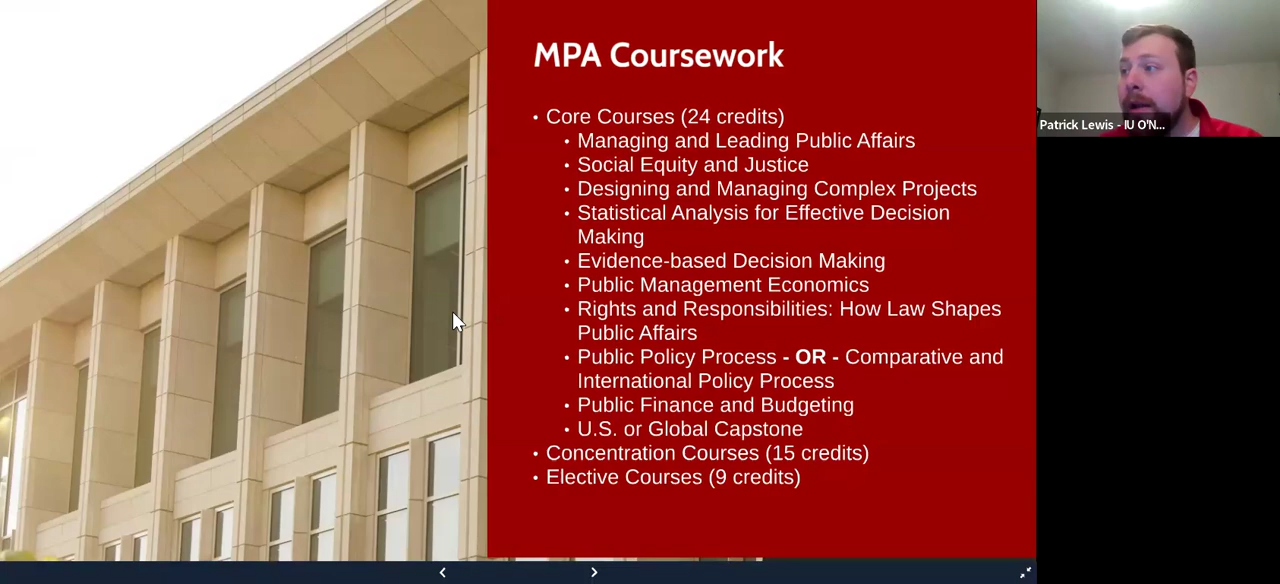 MPA Coursework
• Core Courses (24 credits)
• Managing and Leading Public Affairs
• Social Equity and Justice
• Designing and Managing Complex Projects
• Statistical Analysis for Effective Decision
Making
• Evidence-based Decision Making
• Public Management Economics
• Rights and Responsibilities: How Law Shapes
Public Affairs
• Public Policy Process - OR - Comparative and
International Policy Process
• Public Finance and Budgeting
• U.S. or Global Capstone
• Concentration Courses (15 credits)
• Elective Courses (9 credits)
Patrick Lewis - IU O'N...